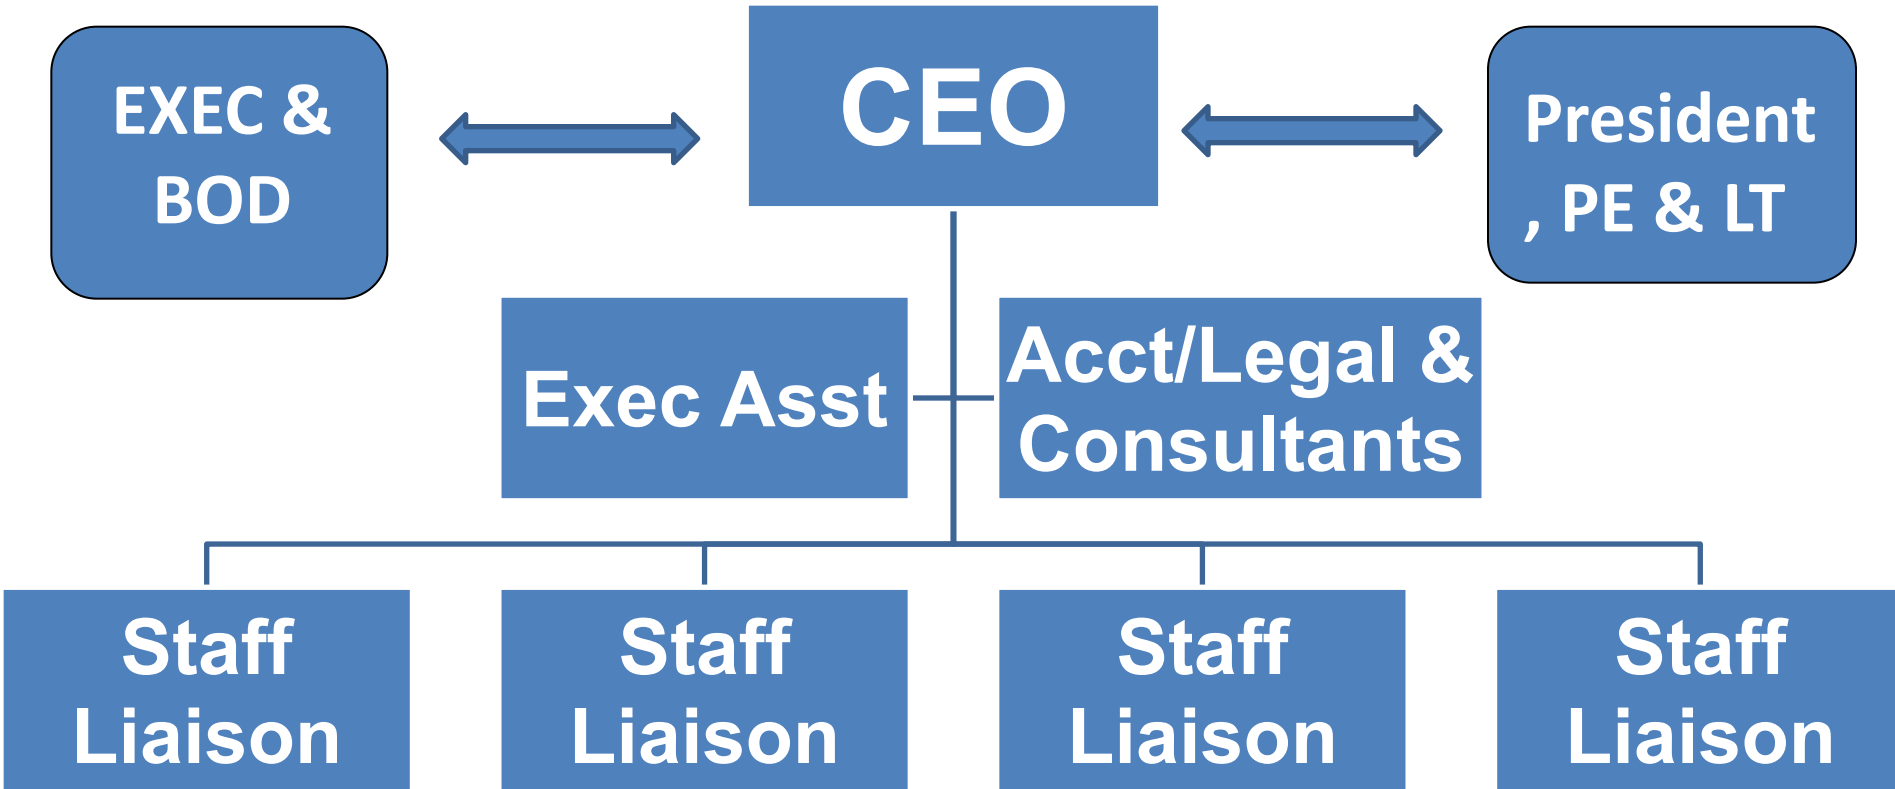 EXEC &
BOD
CEO
President
, PE & LT
Exec Asst
Acct/Legal &
Consultants
Staff
Liaison
Staff
Liaison
Staff
Liaison
Staff
Liaison